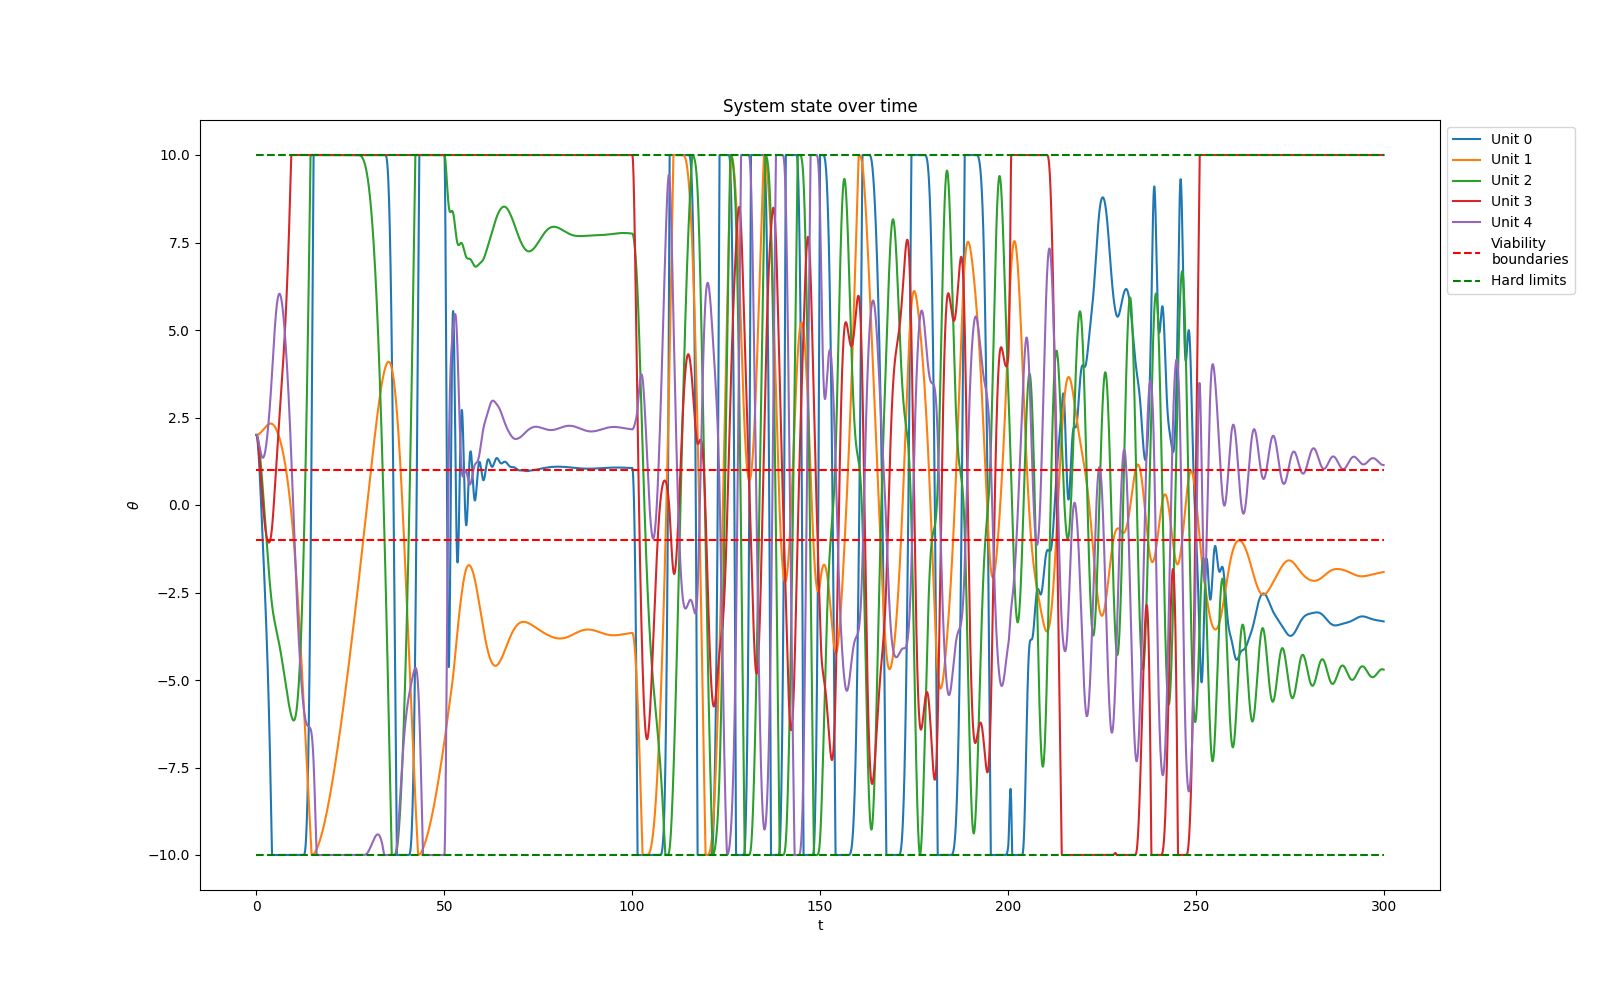 System state over time
10.0
7.5
5.0
2.5
0.0
−2.5
−5.0
−7.5
−10.0
θ
0
50
100
150
200
250
300
t
Unit 0
Unit 1
Unit 2
Unit 3
Unit 4
Viability
boundaries
Hard limits